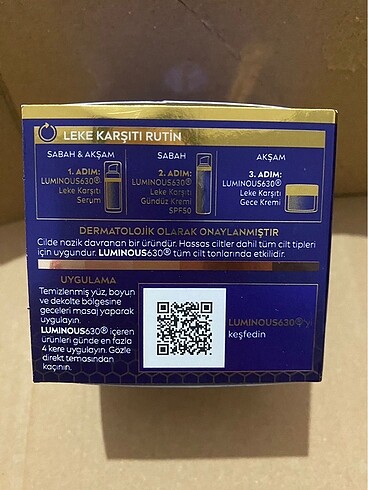 LEKE KARŞITI RUTİN
SABAH & AKŞAM
1. ADIM:
LUMINOUS630®
Leke Karşıtı
Serum
SABAH
2. ADIM:
LUMINOUS630®
Leke Karşıtı
Gündüz Kremi
SPF50
AKŞAM
3. ADIM:
LUMINOUS630®
Leke Karşıtı
Gece Kremi
DERMATOLOJİK OLARAK ONAYLANMIŞTIR
Cilde nazik davranan bir üründür. Hassas ciltler dahil tüm cilt tipleri
için uygundur. LUMINOUS630® tüm cilt tonlarında etkilidir.
UYGULAMA
Temizlenmiş yüz, boyun
ve dekolte bölgesine
geceleri masaj yaparak
uygulayın.
LUMINOUS630® içeren
ürünleri günde en fazla
4 kere uygulayın. Gözle
direkt temasından
kaçının.
LUMINOUS630®'yi
keşfedin